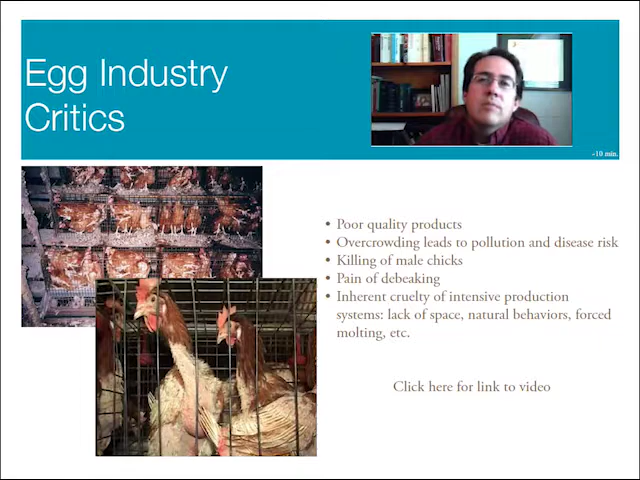 Egg Industry
Critics
~10 min.
• Poor quality products
• Overcrowding leads to pollution and disease risk
• Killing of male chicks
• Pain of debeaking
• Inherent cruelty of intensive production
systems: lack of space, natural behaviors, forced
molting, etc.
Click here for link to video